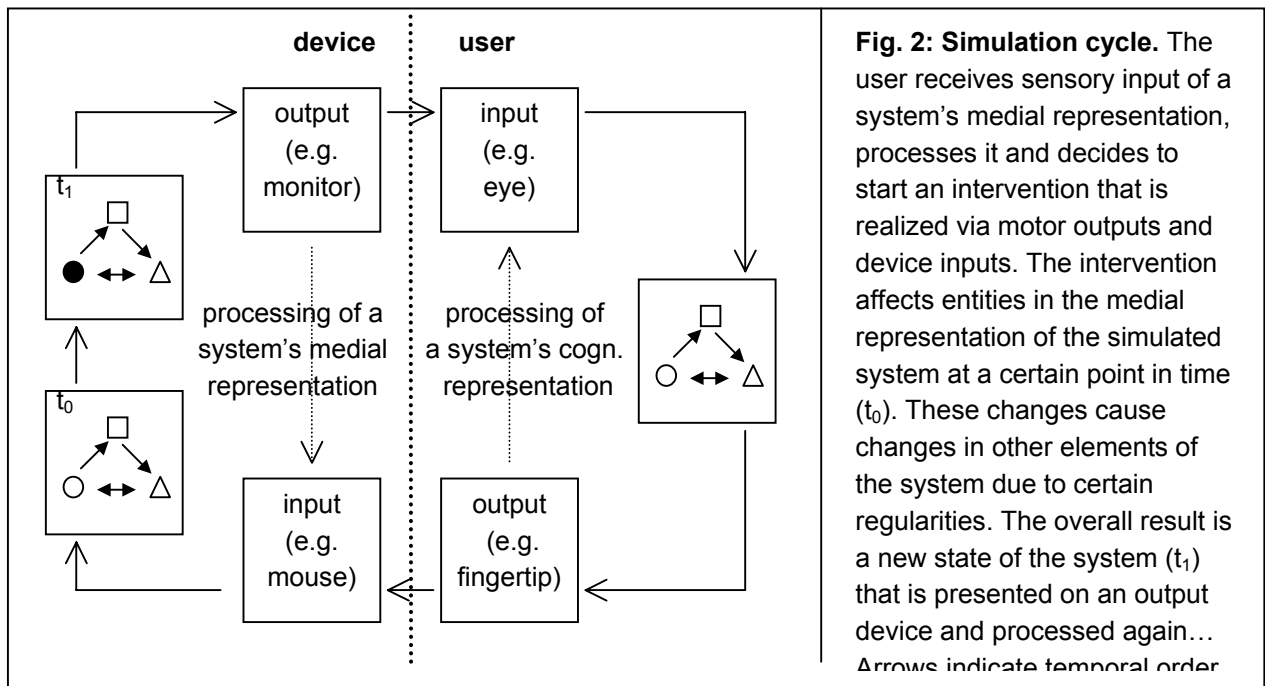 device
user
output
(e.g.
monitor)
input
(e.g.
eye)
t₁
processing of a
system's medial
representation
processing of
a system's cogn.
representation
t₀
input
(e.g.
mouse)
output
(e.g.
fingertip)
Fig. 2: Simulation cycle. The
user receives sensory input of a
system's medial representation,
processes it and decides to
start an intervention that is
realized via motor outputs and
device inputs. The intervention
affects entities in the medial
representation of the simulated
system at a certain point in time
(t₀). These changes cause
changes in other elements of
the system due to certain
regularities. The overall result is
a new state of the system (t₁)
that is presented on an output
device and processed again…
Arrows indicate temporal order